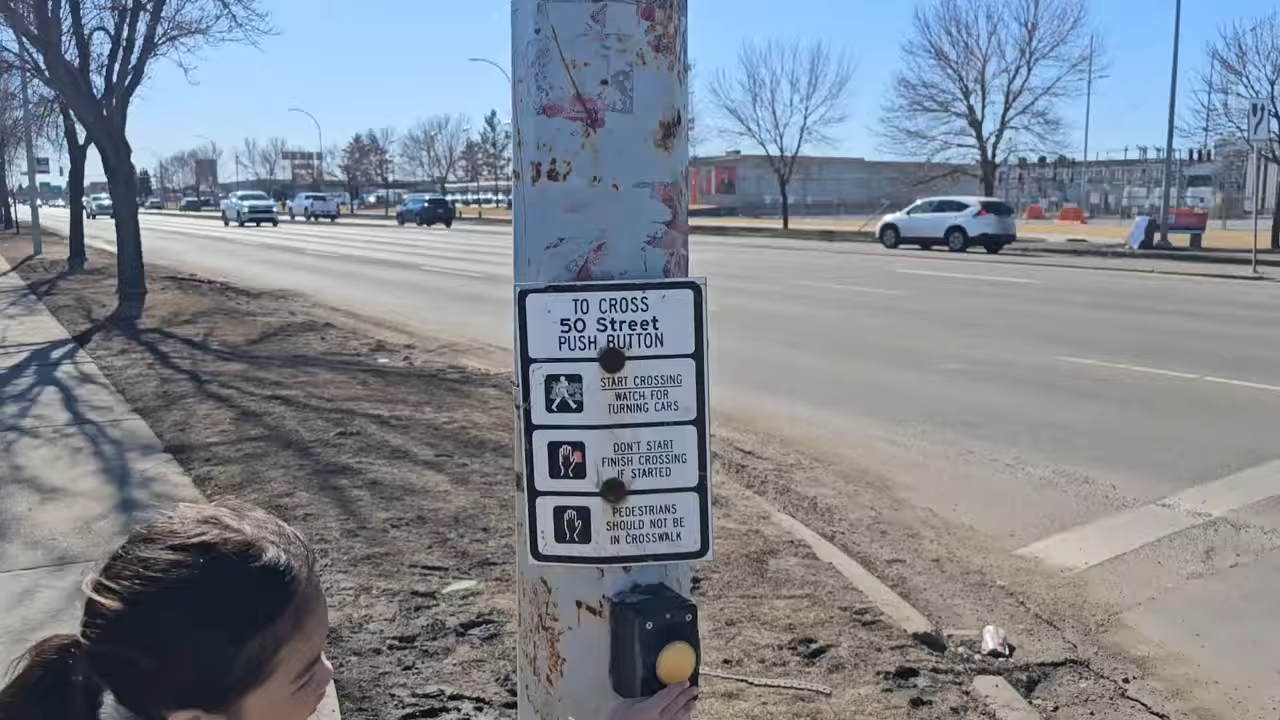 TO CROSS
50 Street
PUSH BUTTON
START CROSSING
WATCH FOR
TURNING CARS
DON'T START
FINISH CROSSING
IF STARTED
PEDESTRIANS
SHOULD NOT BE
IN CROSSWALK